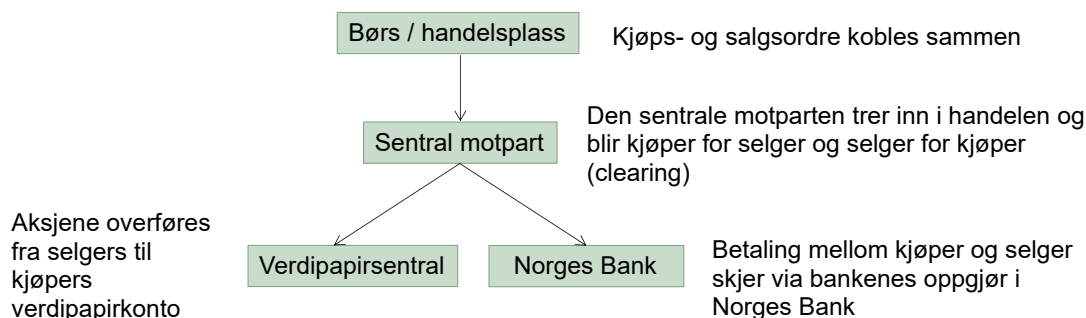 Børs / handelsplass
Kjøps- og salgsordre kobles sammen
Sentral motpart
Den sentrale motparten trer inn i handelen og
blir kjøper for selger og selger for kjøper
(clearing)
Aksjene overføres
fra selgers til
kjøpers
verdipapirkonto
Verdipapirsentral
Norges Bank
Betaling mellom kjøper og selger
skjer via bankenes oppgjør i
Norges Bank